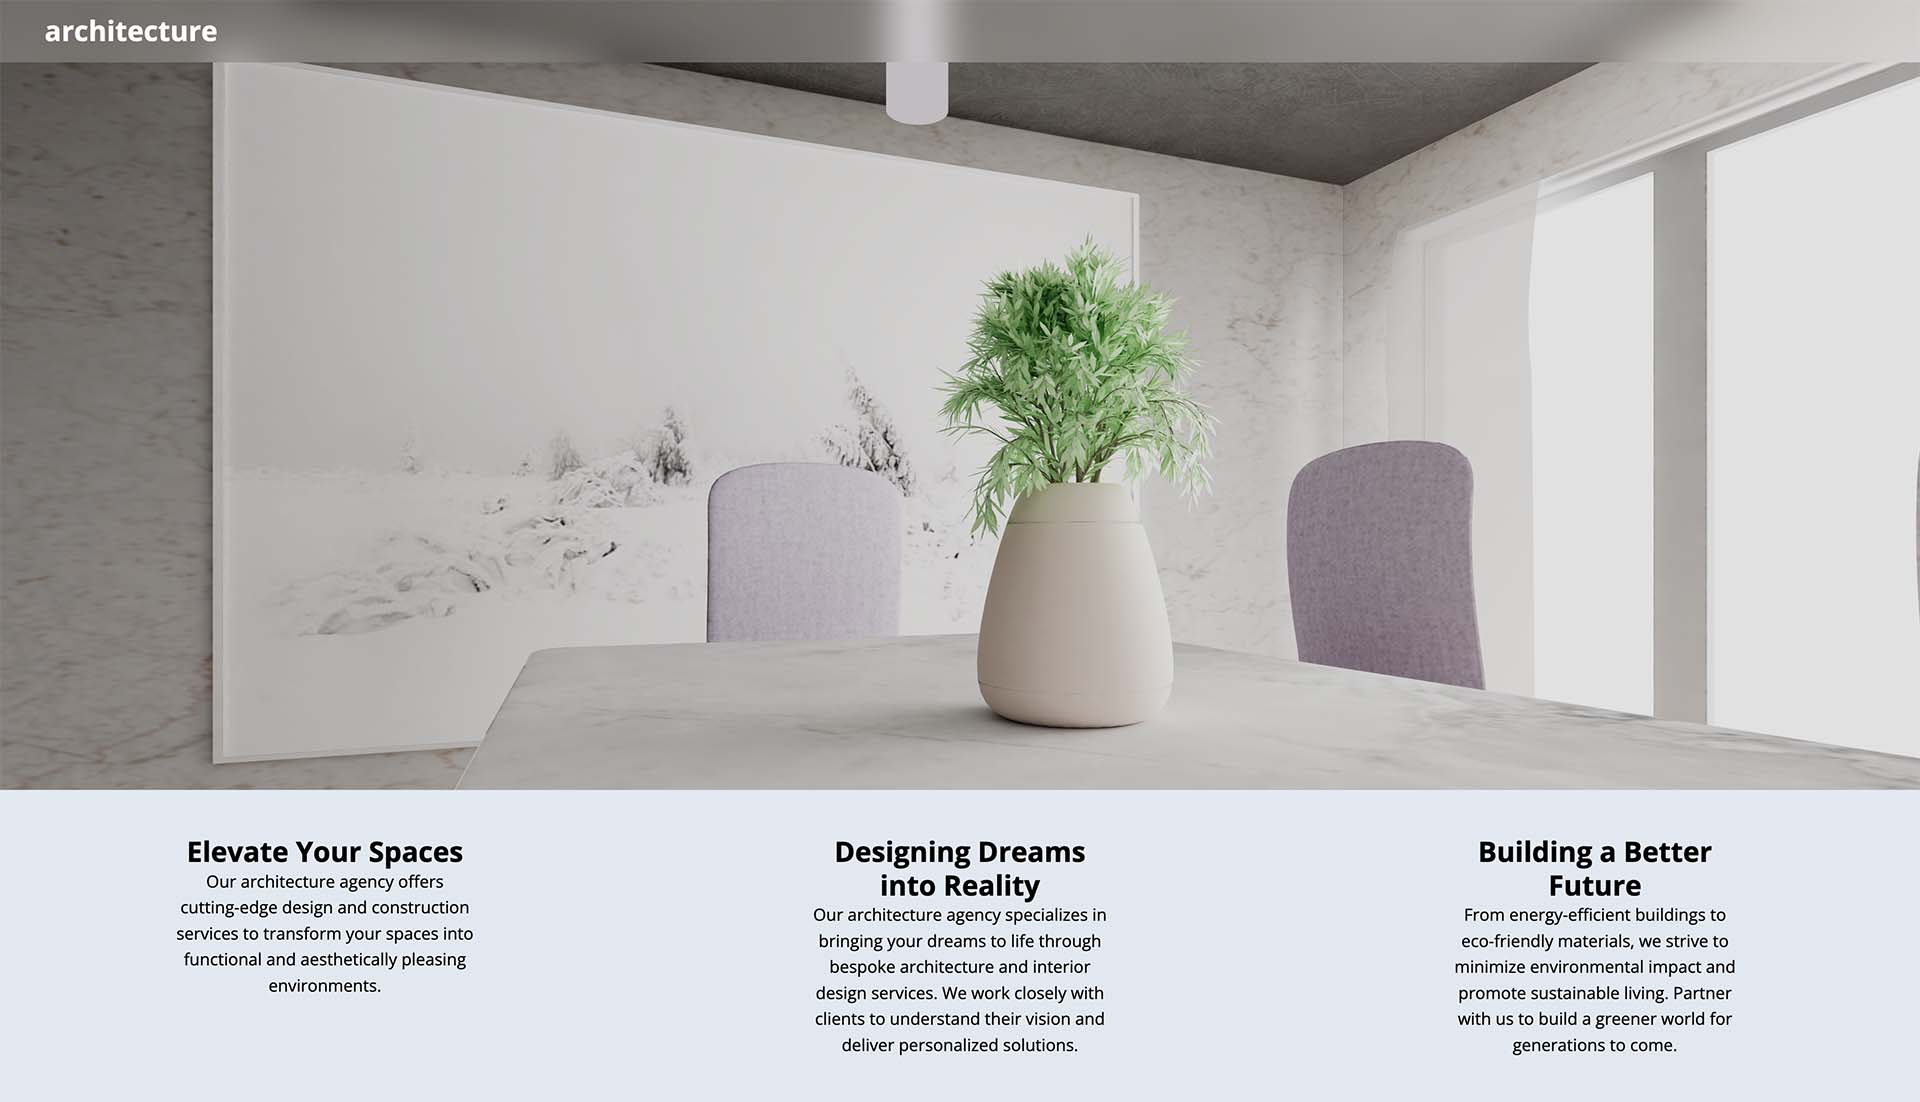 architecture
Elevate Your Spaces
Our architecture agency offers
cutting-edge design and construction
services to transform your spaces into
functional and aesthetically pleasing
environments.
Designing Dreams
into Reality
Our architecture agency specializes in
bringing your dreams to life through
bespoke architecture and interior
design services. We work closely with
clients to understand their vision and
deliver personalized solutions.
Building a Better
Future
From energy-efficient buildings to
eco-friendly materials, we strive to
minimize environmental impact and
promote sustainable living. Partner
with us to build a greener world for
generations to come.